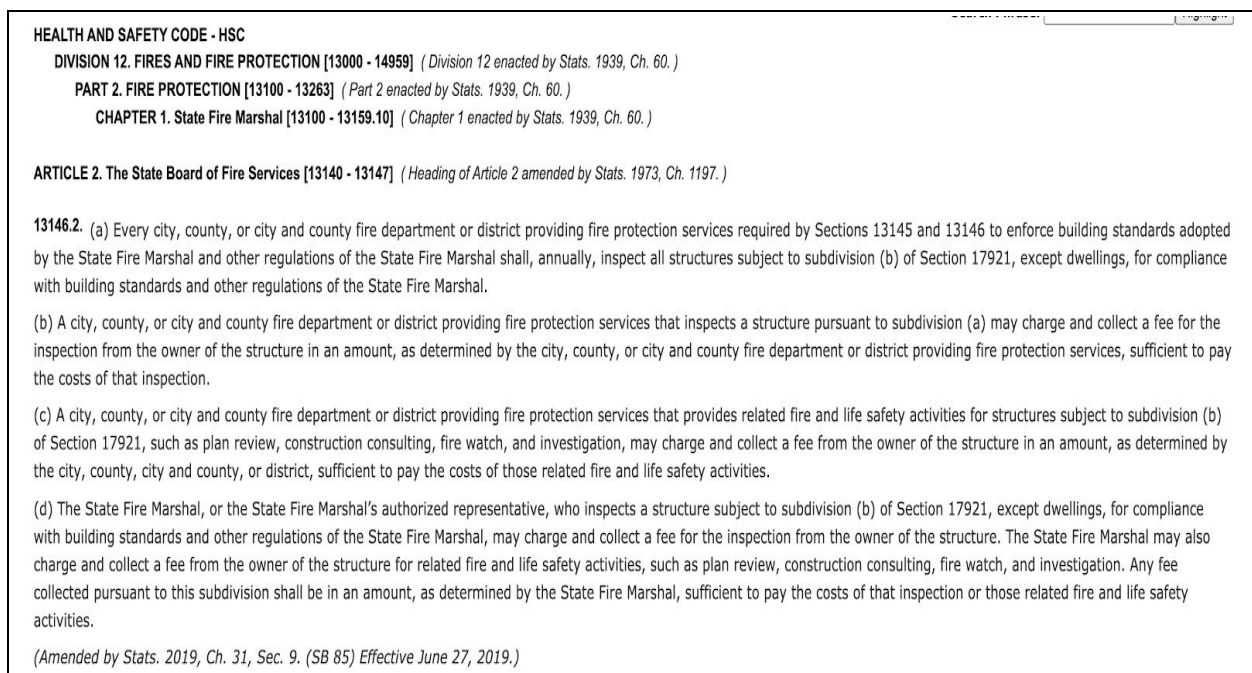 HEALTH AND SAFETY CODE - HSC
DIVISION 12. FIRES AND FIRE PROTECTION [13000 - 14959] ( Division 12 enacted by Stats. 1939, Ch. 60. )
PART 2. FIRE PROTECTION [13100 - 13263] ( Part 2 enacted by Stats. 1939, Ch. 60. )
CHAPTER 1. State Fire Marshal [13100 - 13159.10] ( Chapter 1 enacted by Stats. 1939, Ch. 60. )
ARTICLE 2. The State Board of Fire Services [13140 - 13147] ( Heading of Article 2 amended by Stats. 1973, Ch. 1197. )
13146.2. (a) Every city, county, or city and county fire department or district providing fire protection services required by Sections 13145 and 13146 to enforce building standards adopted
by the State Fire Marshal and other regulations of the State Fire Marshal shall, annually, inspect all structures subject to subdivision (b) of Section 17921, except dwellings, for compliance
with building standards and other regulations of the State Fire Marshal.
(b) A city, county, or city and county fire department or district providing fire protection services that inspects a structure pursuant to subdivision (a) may charge and collect a fee for the
inspection from the owner of the structure in an amount, as determined by the city, county, or city and county fire department or district providing fire protection services, sufficient to pay
the costs of that inspection.
(c) A city, county, or city and county fire department or district providing fire protection services that provides related fire and life safety activities for structures subject to subdivision (b)
of Section 17921, such as plan review, construction consulting, fire watch, and investigation, may charge and collect a fee from the owner of the structure in an amount, as determined by
the city, county, city and county, or district, sufficient to pay the costs of those related fire and life safety activities.
(d) The State Fire Marshal, or the State Fire Marshal's authorized representative, who inspects a structure subject to subdivision (b) of Section 17921, except dwellings, for compliance
with building standards and other regulations of the State Fire Marshal, may charge and collect a fee for the inspection from the owner of the structure. The State Fire Marshal may also
charge and collect a fee from the owner of the structure for related fire and life safety activities, such as plan review, construction consulting, fire watch, and investigation. Any fee
collected pursuant to this subdivision shall be in an amount, as determined by the State Fire Marshal, sufficient to pay the costs of that inspection or those related fire and life safety
activities.
(Amended by Stats. 2019, Ch. 31, Sec. 9. (SB 85) Effective June 27, 2019.)